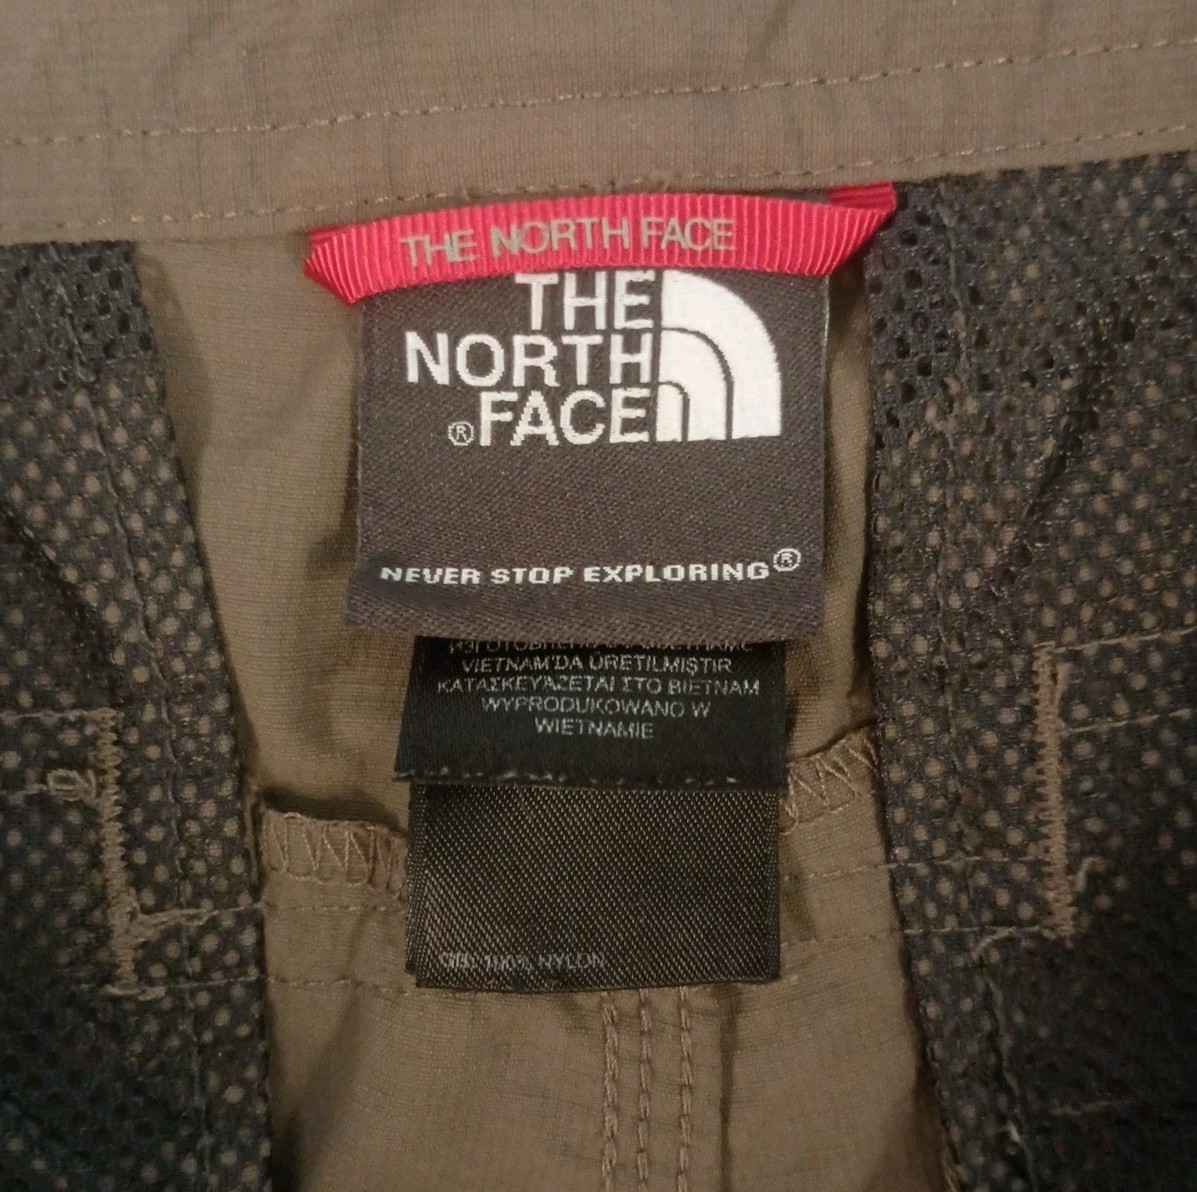 THE NORTH FACE
THE
NORTH
®FACE
NEVER STOP EXPLORING®
VIETNAM'DA ÜRETILMIŞTIR
ΚΑΤΑΣΚΕΥΑΖΕΤΑΙ ΣΤΟ ΒΙΕΤΝΑΜ
WYPRODUKOWANO W
WIETNAMIE
100% NYLON